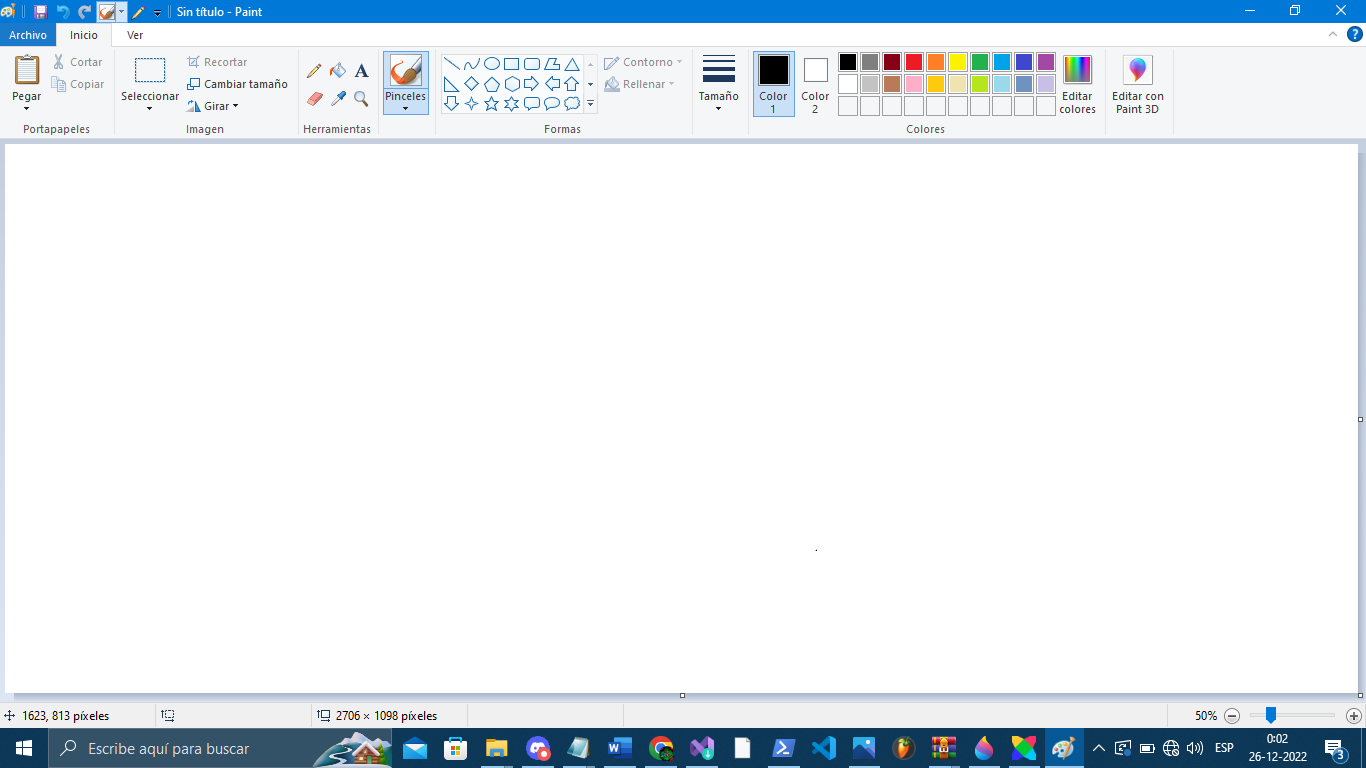 Sin título - Paint
Archivo Inicio Ver
Pegar
Cortar
Copiar
Portapapeles
Seleccionar
Recortar
Cambiar tamaño
Girar
Imagen
A
Herramientas
Pinceles
Contorno
Rellenar
Formas
Tamaño
Color
1
Color
2
Editar
colores
Colores
Editar con
Paint 3D
1623, 813 píxeles
2706 × 1098 píxeles
50%
Escribe aquí para buscar
ESP
0:02
26-12-2022
3